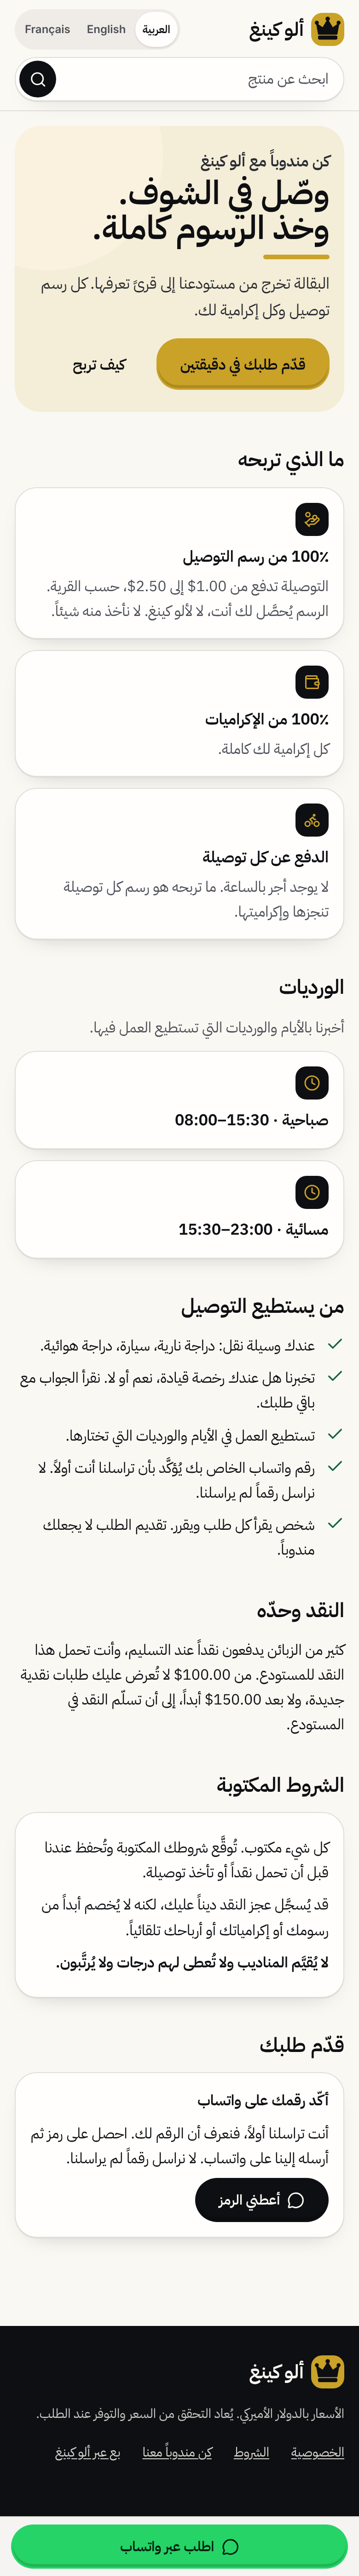 ألو كينغ
العربية English Français
ابحث عن منتج
كن مندوباً مع ألو كينغ
وصّل في الشوف.
وخذ الرسوم كاملة.
البقالة تخرج من مستودعنا إلى قرىً تعرفها. كل رسم
توصيل وكل إكرامية لك.
قدّم طلبك في دقيقتين
كيف تربح
ما الذي تربحه
100٪ من رسم التوصيل
التوصيلة تدفع من 1.00$ إلى 2.50$، حسب القرية.
الرسم يُحصَّل لك أنت، لا لألو كينغ. لا نأخذ منه شيئاً.
100٪ من الإكراميات
كل إكرامية لك كاملة.
الدفع عن كل توصيلة
لا يوجد أجر بالساعة. ما تربحه هو رسم كل توصيلة
تنجزها وإكراميتها.
الورديات
أخبرنا بالأيام والورديات التي تستطيع العمل فيها.
صباحية · 08:00–15:30
مسائية · 15:30–23:00
من يستطيع التوصيل
عندك وسيلة نقل: دراجة نارية، سيارة، دراجة هوائية.
تخبرنا هل عندك رخصة قيادة، نعم أو لا. نقرأ الجواب مع
باقي طلبك.
تستطيع العمل في الأيام والورديات التي تختارها.
رقم واتساب الخاص بك يُؤكَّد بأن تراسلنا أنت أولاً. لا
نراسل رقماً لم يراسلنا.
شخص يقرأ كل طلب ويقرر. تقديم الطلب لا يجعلك
مندوباً.
النقد وحدّه
كثير من الزبائن يدفعون نقداً عند التسليم، وأنت تحمل هذا
النقد للمستودع. من 100.00$ لا تُعرض عليك طلبات نقدية
جديدة، ولا بعد 150.00$ أبداً، إلى أن تسلّم النقد في
المستودع.
الشروط المكتوبة
كل شيء مكتوب. تُوقَّع شروطك المكتوبة وتُحفظ عندنا
قبل أن تحمل نقداً أو تأخذ توصيلة.
قد يُسجَّل عجز النقد ديناً عليك، لكنه لا يُخصم أبداً من
رسومك أو إكرامياتك أو أرباحك تلقائياً.
لا يُقيَّم المناديب ولا تُعطى لهم درجات ولا يُرتَّبون.
قدّم طلبك
أكّد رقمك على واتساب
أنت تراسلنا أولاً، فنعرف أن الرقم لك. احصل على رمز ثم
أرسله إلينا على واتساب. لا نراسل رقماً لم يراسلنا.
أعطني الرمز
ألو كينغ
الأسعار بالدولار الأميركي. يُعاد التحقق من السعر والتوفر عند الطلب.
الخصوصية الشروط كن مندوباً معنا بع عبر ألو كينغ
اطلب عبر واتساب